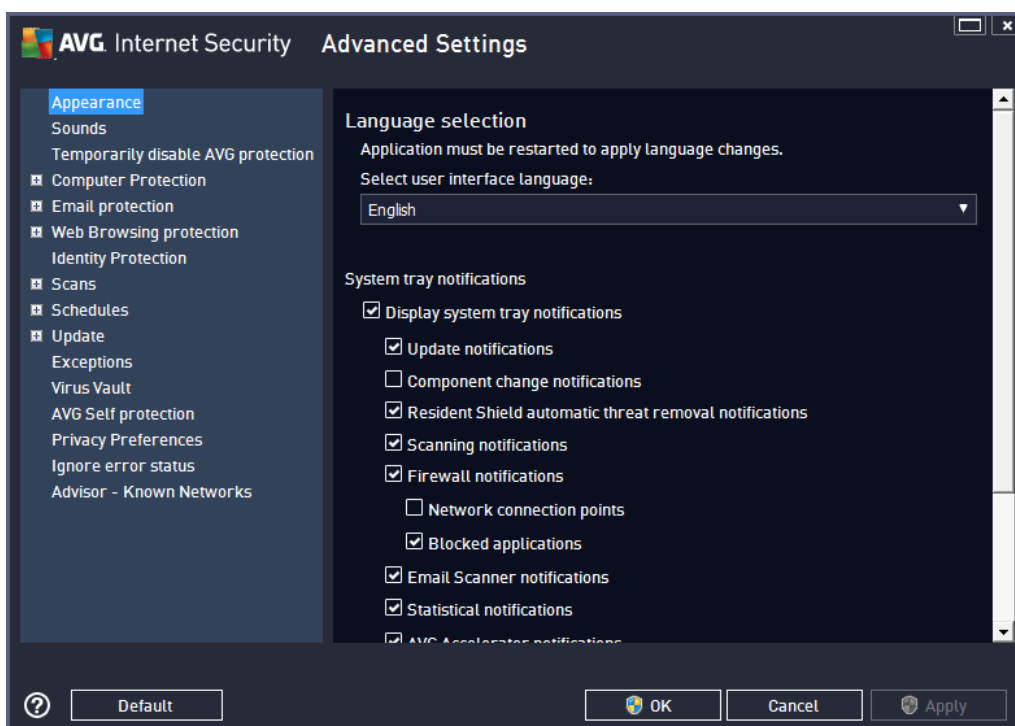 AVG. Internet Security Advanced Settings
Appearance
Sounds
Temporarily disable AVG protection
Computer Protection
Email protection
Web Browsing protection
Identity Protection
Scans
Schedules
Update
Exceptions
Virus Vault
AVG Self protection
Privacy Preferences
Ignore error status
Advisor - Known Networks
Language selection
Application must be restarted to apply language changes.
Select user interface language:
English
System tray notifications
Display system tray notifications
Update notifications
Component change notifications
Resident Shield automatic threat removal notifications
Scanning notifications
Firewall notifications
Network connection points
Blocked applications
Email Scanner notifications
Statistical notifications
AVG Accelerator notifications
Default
OK
Cancel
Apply